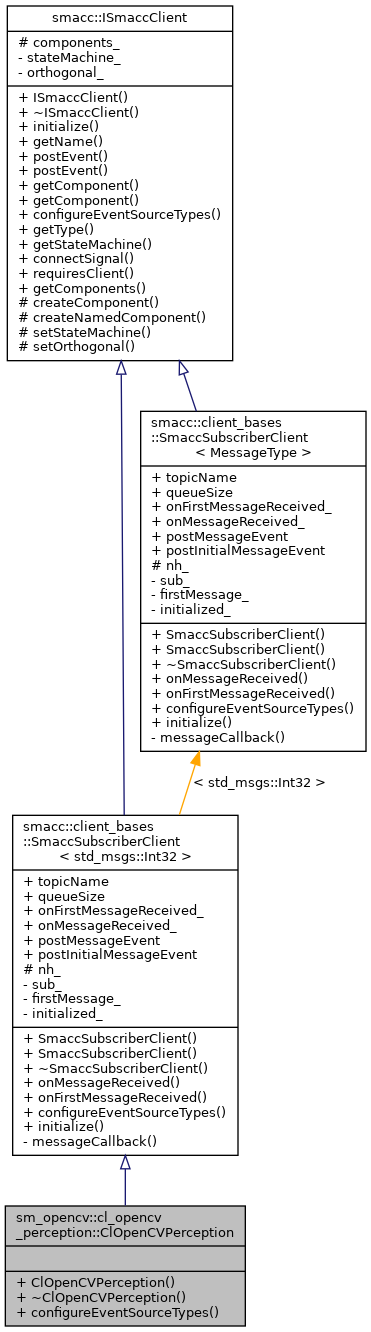 smacc::ISmaccClient
# components_
- stateMachine_
- orthogonal_
+ ISmaccClient()
+ ~ISmaccClient()
+ initialize()
+ getName()
+ postEvent()
+ postEvent()
+ getComponent()
+ getComponent()
+ configureEventSourceTypes()
+ getType()
+ getStateMachine()
+ connectSignal()
+ requiresClient()
+ getComponents()
# createComponent()
# createNamedComponent()
# setStateMachine()
# setOrthogonal()
smacc::client_bases
::SmaccSubscriberClient
< MessageType >
+ topicName
+ queueSize
+ onFirstMessageReceived_
+ onMessageReceived_
+ postMessageEvent
+ postInitialMessageEvent
# nh_
- sub_
- firstMessage_
- initialized_
+ SmaccSubscriberClient()
+ SmaccSubscriberClient()
+ ~SmaccSubscriberClient()
+ onMessageReceived()
+ onFirstMessageReceived()
+ configureEventSourceTypes()
+ initialize()
- messageCallback()
< std_msgs::Int32 >
smacc::client_bases
::SmaccSubscriberClient
< std_msgs::Int32 >
+ topicName
+ queueSize
+ onFirstMessageReceived_
+ onMessageReceived_
+ postMessageEvent
+ postInitialMessageEvent
# nh_
- sub_
- firstMessage_
- initialized_
+ SmaccSubscriberClient()
+ SmaccSubscriberClient()
+ ~SmaccSubscriberClient()
+ onMessageReceived()
+ onFirstMessageReceived()
+ configureEventSourceTypes()
+ initialize()
- messageCallback()
sm_opencv::cl_opencv
_perception::ClOpenCVPerception
+ ClOpenCVPerception()
+ ~ClOpenCVPerception()
+ configureEventSourceTypes()